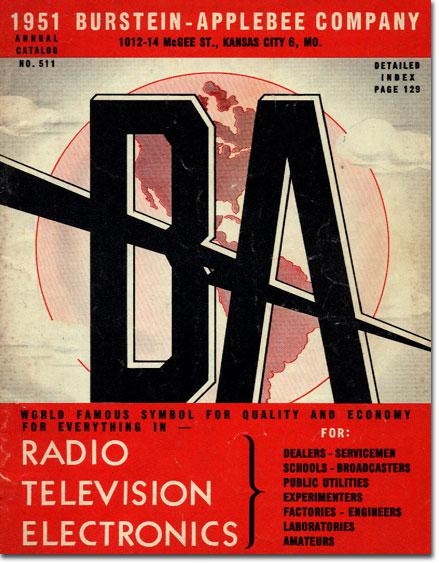 1951 BURSTEIN-APPLEBEE COMPANY
ANNUAL
CATALOG
NO. 511
1012-14 McGEE ST., KANSAS CITY 6, MO.
DETAILED
INDEX
PAGE 129
BA
WORLD FAMOUS SYMBOL FOR QUALITY AND ECONOMY
FOR EVERYTHING IN —
RADIO
TELEVISION
ELECTRONICS
FOR:
DEALERS - SERVICEMEN
SCHOOLS - BROADCASTERS
PUBLIC UTILITIES
EXPERIMENTERS
FACTORIES - ENGINEERS
LABORATORIES
AMATEURS